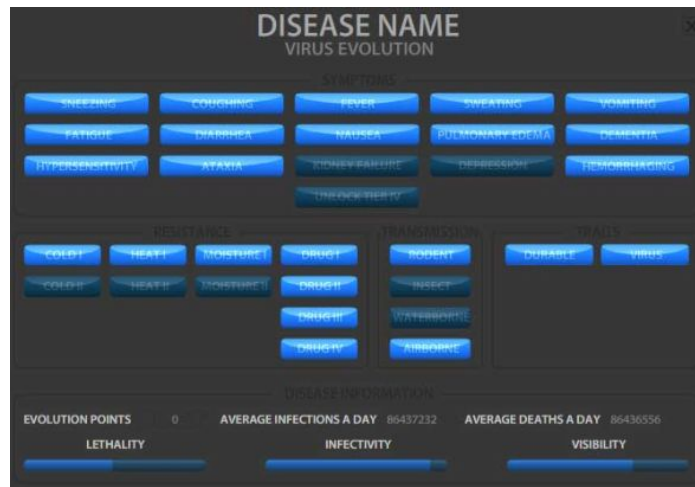 DISEASE NAME
VIRUS EVOLUTION
SYMPTOMS
SNEEZING COUGHING FEVER SWEATING VOMITING
FATIGUE DIARRHEA NAUSEA PULMONARY EDEMA DEMENTIA
HYPERSENSITIVITY ATAXIA KIDNEY FAILURE DEPRESSION HEMORRHAGING
UNLOCK TIER IV
RESISTANCE TRANSMISSION TRAITS
COLD I HEAT I MOISTURE I DRUG I RODENT DURABLE VIRUS
COLD II HEAT II MOISTURE II DRUG II INSECT
DRUG III WATERBORNE
DRUG IV AIRBORNE
DISEASE INFORMATION
EVOLUTION POINTS 0 AVERAGE INFECTIONS A DAY 86437232 AVERAGE DEATHS A DAY 86436556
LETHALITY INFECTIVITY VISIBILITY